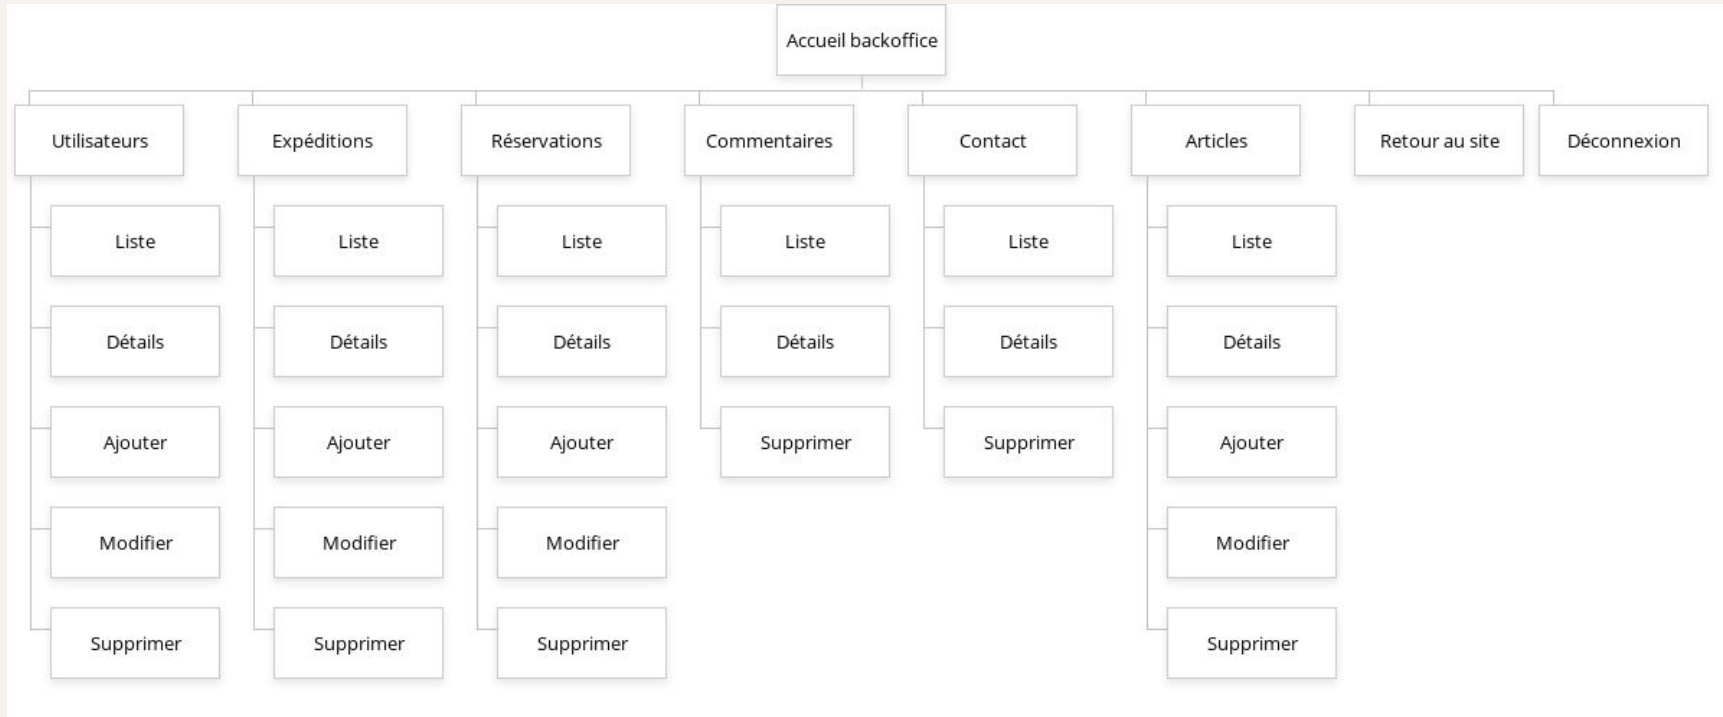 Accueil backoffice
Utilisateurs
Expéditions
Réservations
Commentaires
Contact
Articles
Retour au site
Déconnexion
Liste
Liste
Liste
Liste
Liste
Liste
Détails
Détails
Détails
Détails
Détails
Détails
Ajouter
Ajouter
Ajouter
Supprimer
Supprimer
Ajouter
Modifier
Modifier
Modifier
Modifier
Supprimer
Supprimer
Supprimer
Supprimer